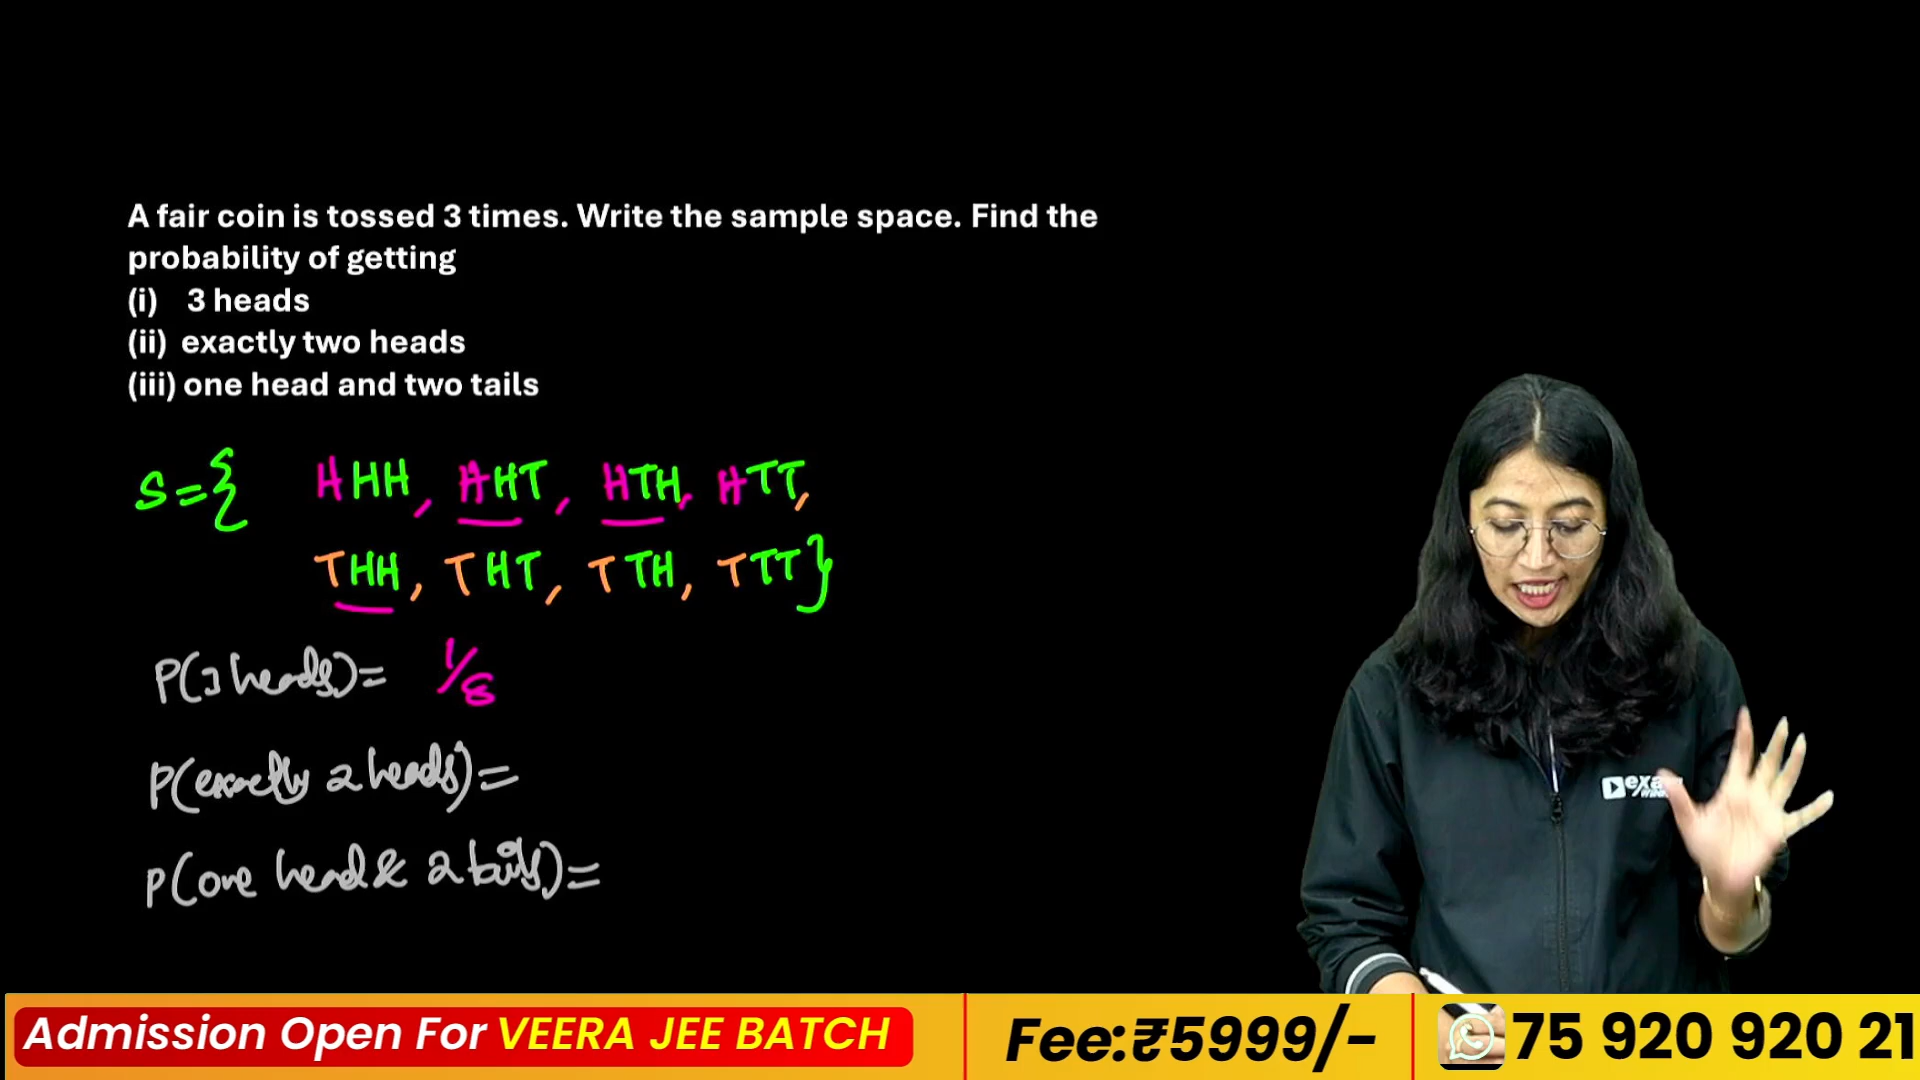 A fair coin is tossed 3 times. Write the sample space. Find the
probability of getting
(i) 3 heads
(ii) exactly two heads
(iii) one head and two tails
S={ HHH, HHT, HTH, HTT,
THH, THT, TTH, TTT}
P(3 heads)= 1/8
P(exactly 2 heads)=
P(one head & 2 tails)=
Admission Open For VEERA JEE BATCH
Fee:₹5999/-
75 920 920 21